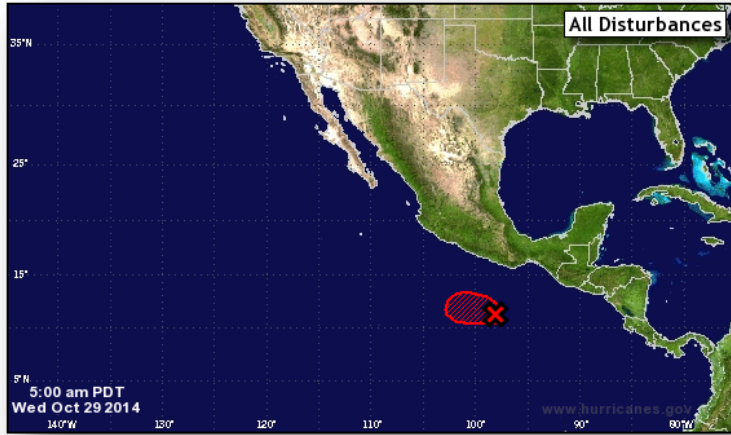 All Disturbances
35°N
25°
15°
5°N
5:00 am PDT
Wed Oct 29 2014
www.hurricanes.gov
140°W
130°
120°
110°
100°
90°
80°W